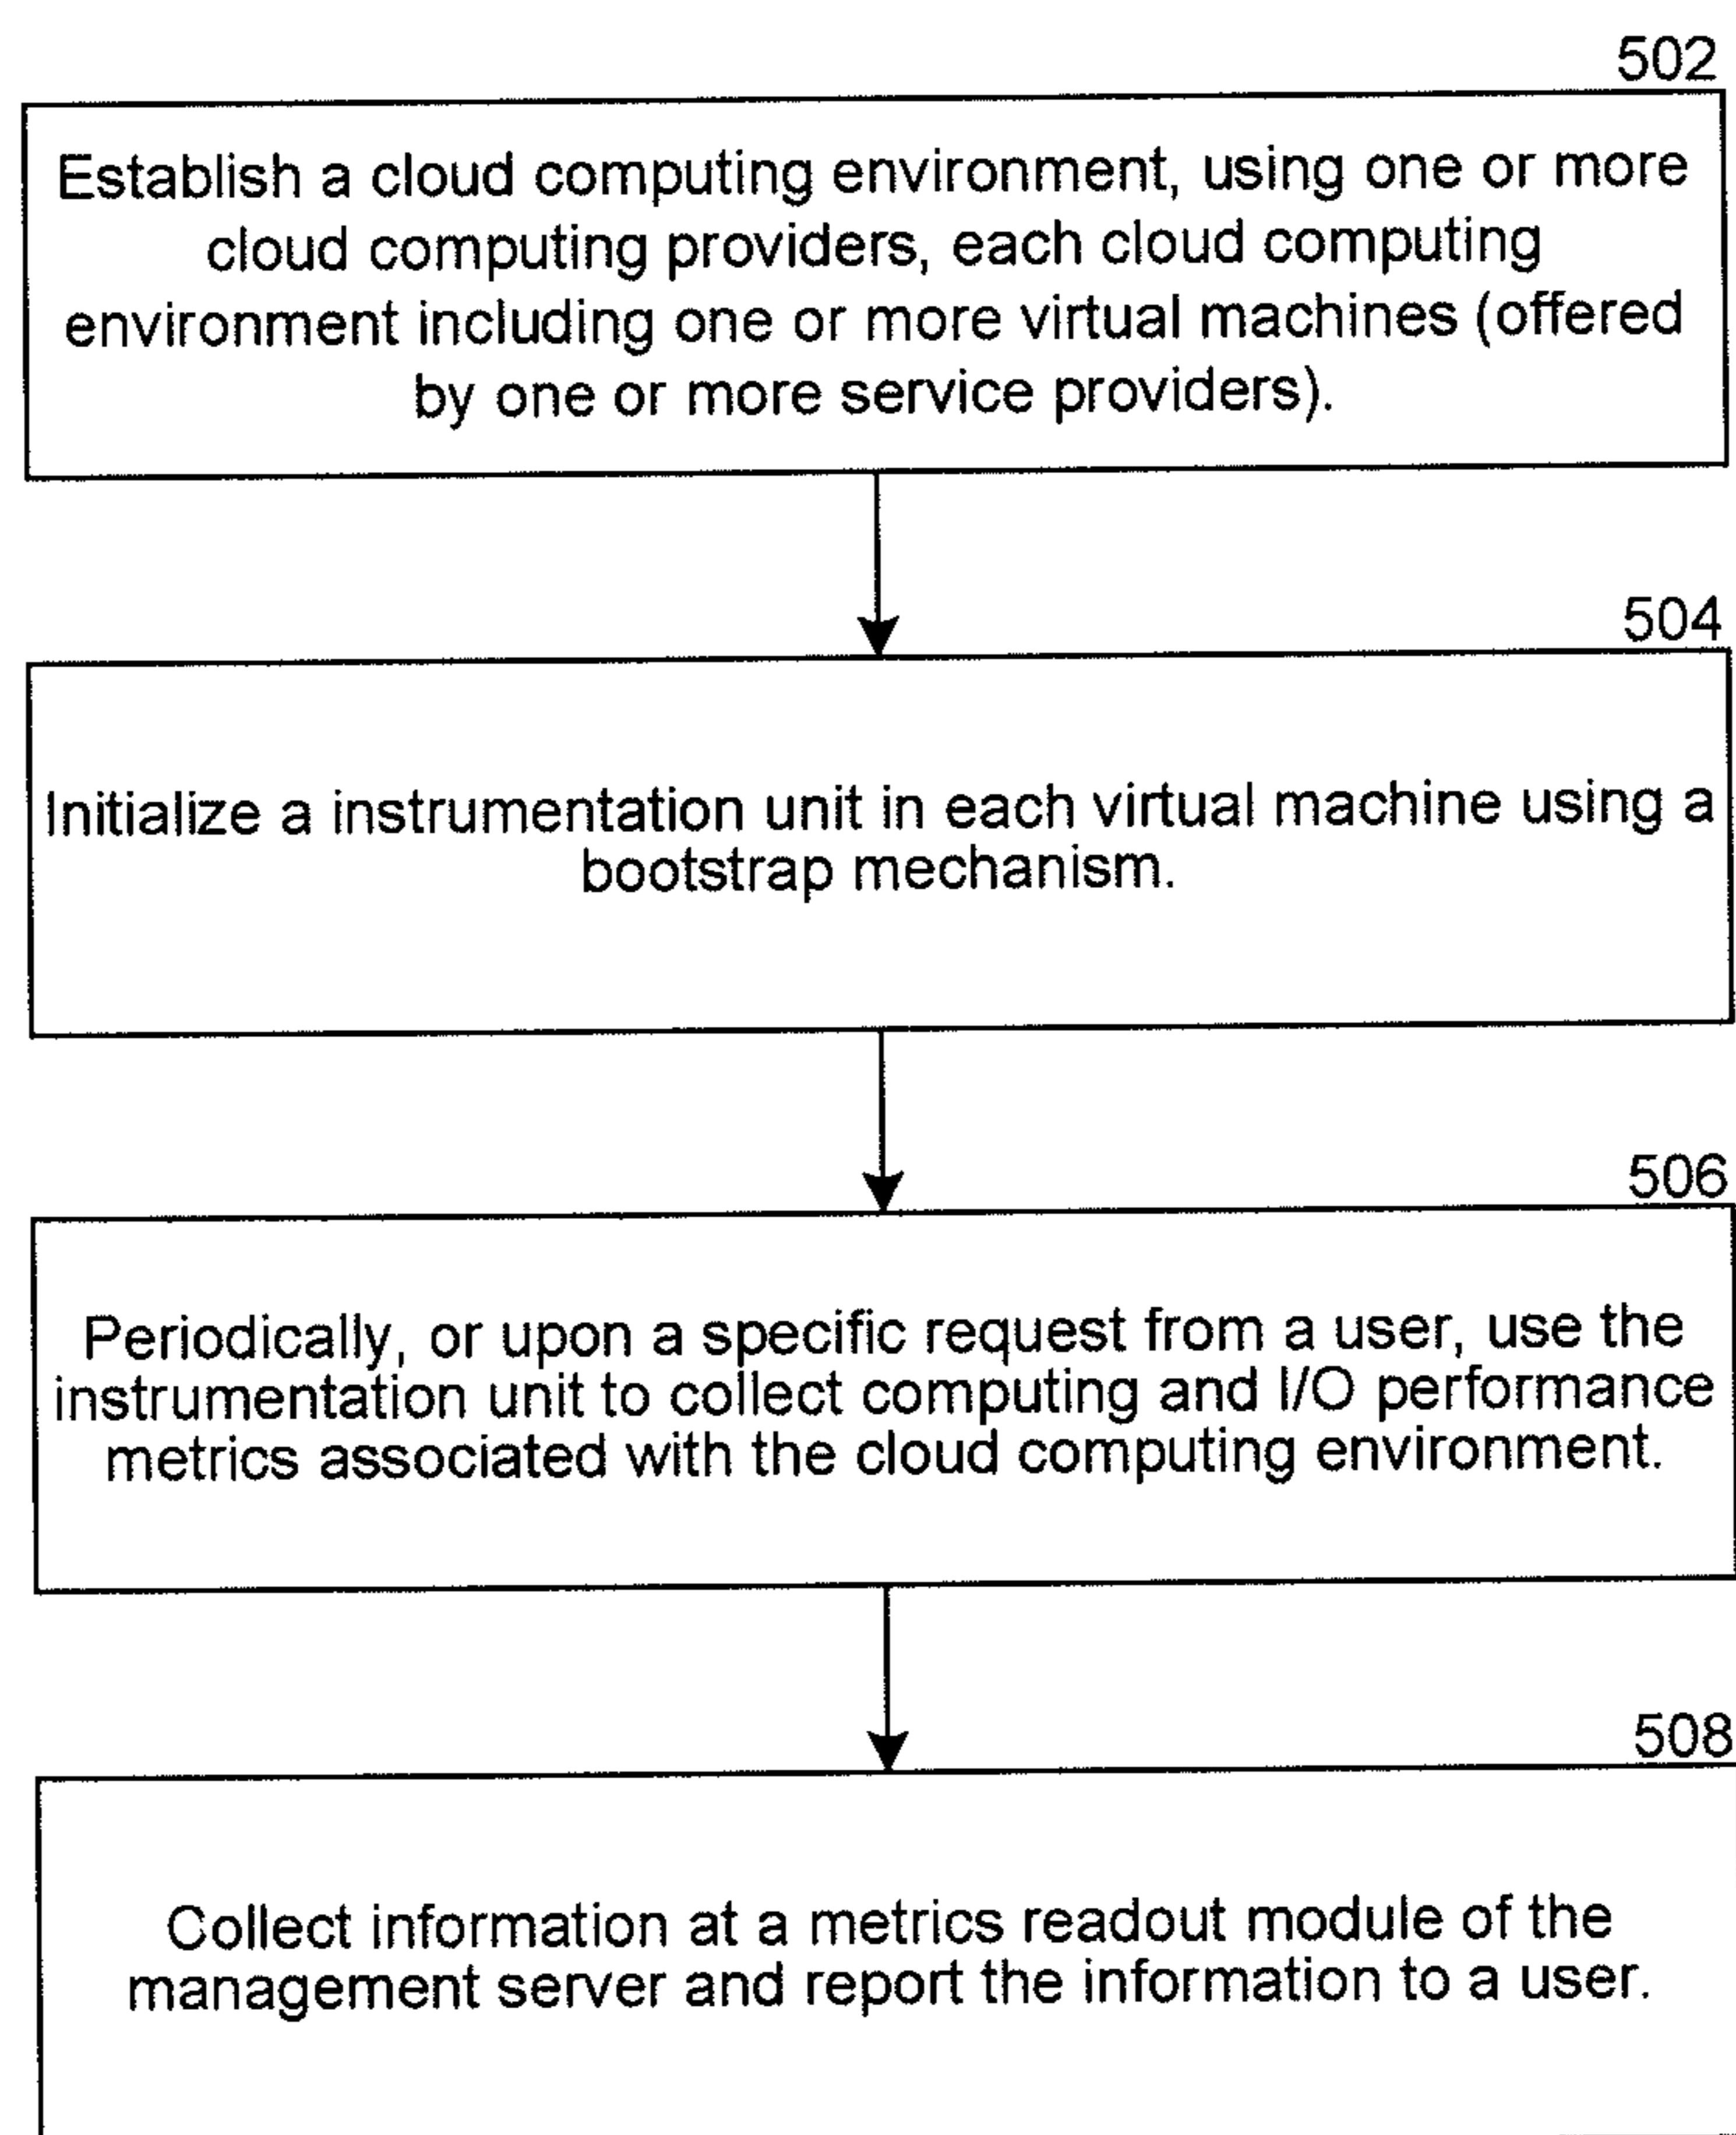 502
Establish a cloud computing environment, using one or more
cloud computing providers, each cloud computing
environment including one or more virtual machines (offered
by one or more service providers).
504
Initialize a instrumentation unit in each virtual machine using a
bootstrap mechanism.
506
Periodically, or upon a specific request from a user, use the
instrumentation unit to collect computing and I/O performance
metrics associated with the cloud computing environment.
508
Collect information at a metrics readout module of the
management server and report the information to a user.